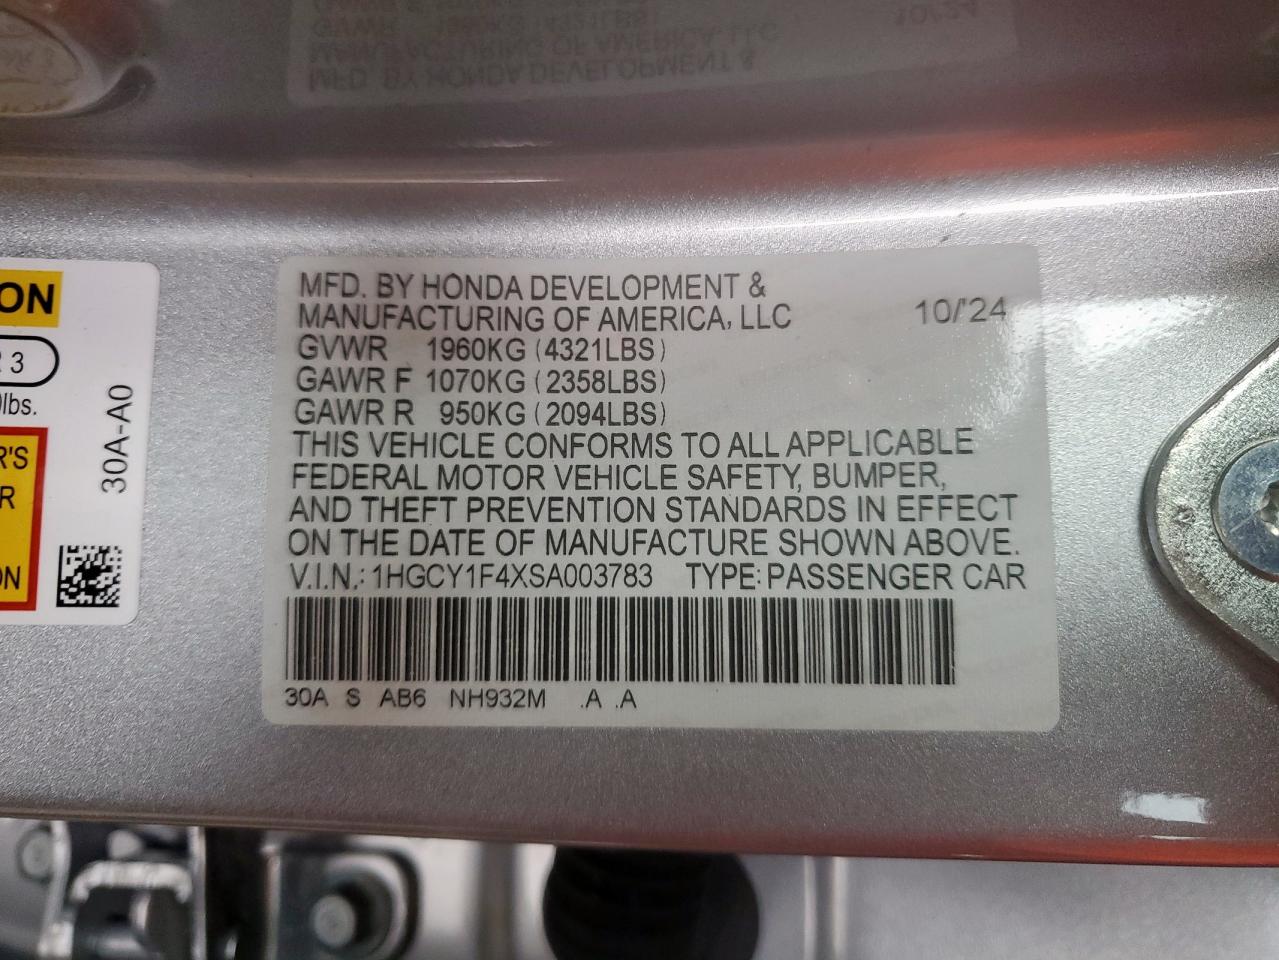 MFD. BY HONDA DEVELOPMENT &
MANUFACTURING OF AMERICA, LLC 10/'24
GVWR 1960KG (4321LBS)
GAWR F 1070KG (2358LBS)
GAWR R 950KG (2094LBS)
THIS VEHICLE CONFORMS TO ALL APPLICABLE
FEDERAL MOTOR VEHICLE SAFETY, BUMPER,
AND THEFT PREVENTION STANDARDS IN EFFECT
ON THE DATE OF MANUFACTURE SHOWN ABOVE.
V.I.N.: 1HGCY1F4XSA003783 TYPE: PASSENGER CAR
30A S AB6 NH932M .A .A
ON
3
lbs.
R'S
R
ON
30A-A0